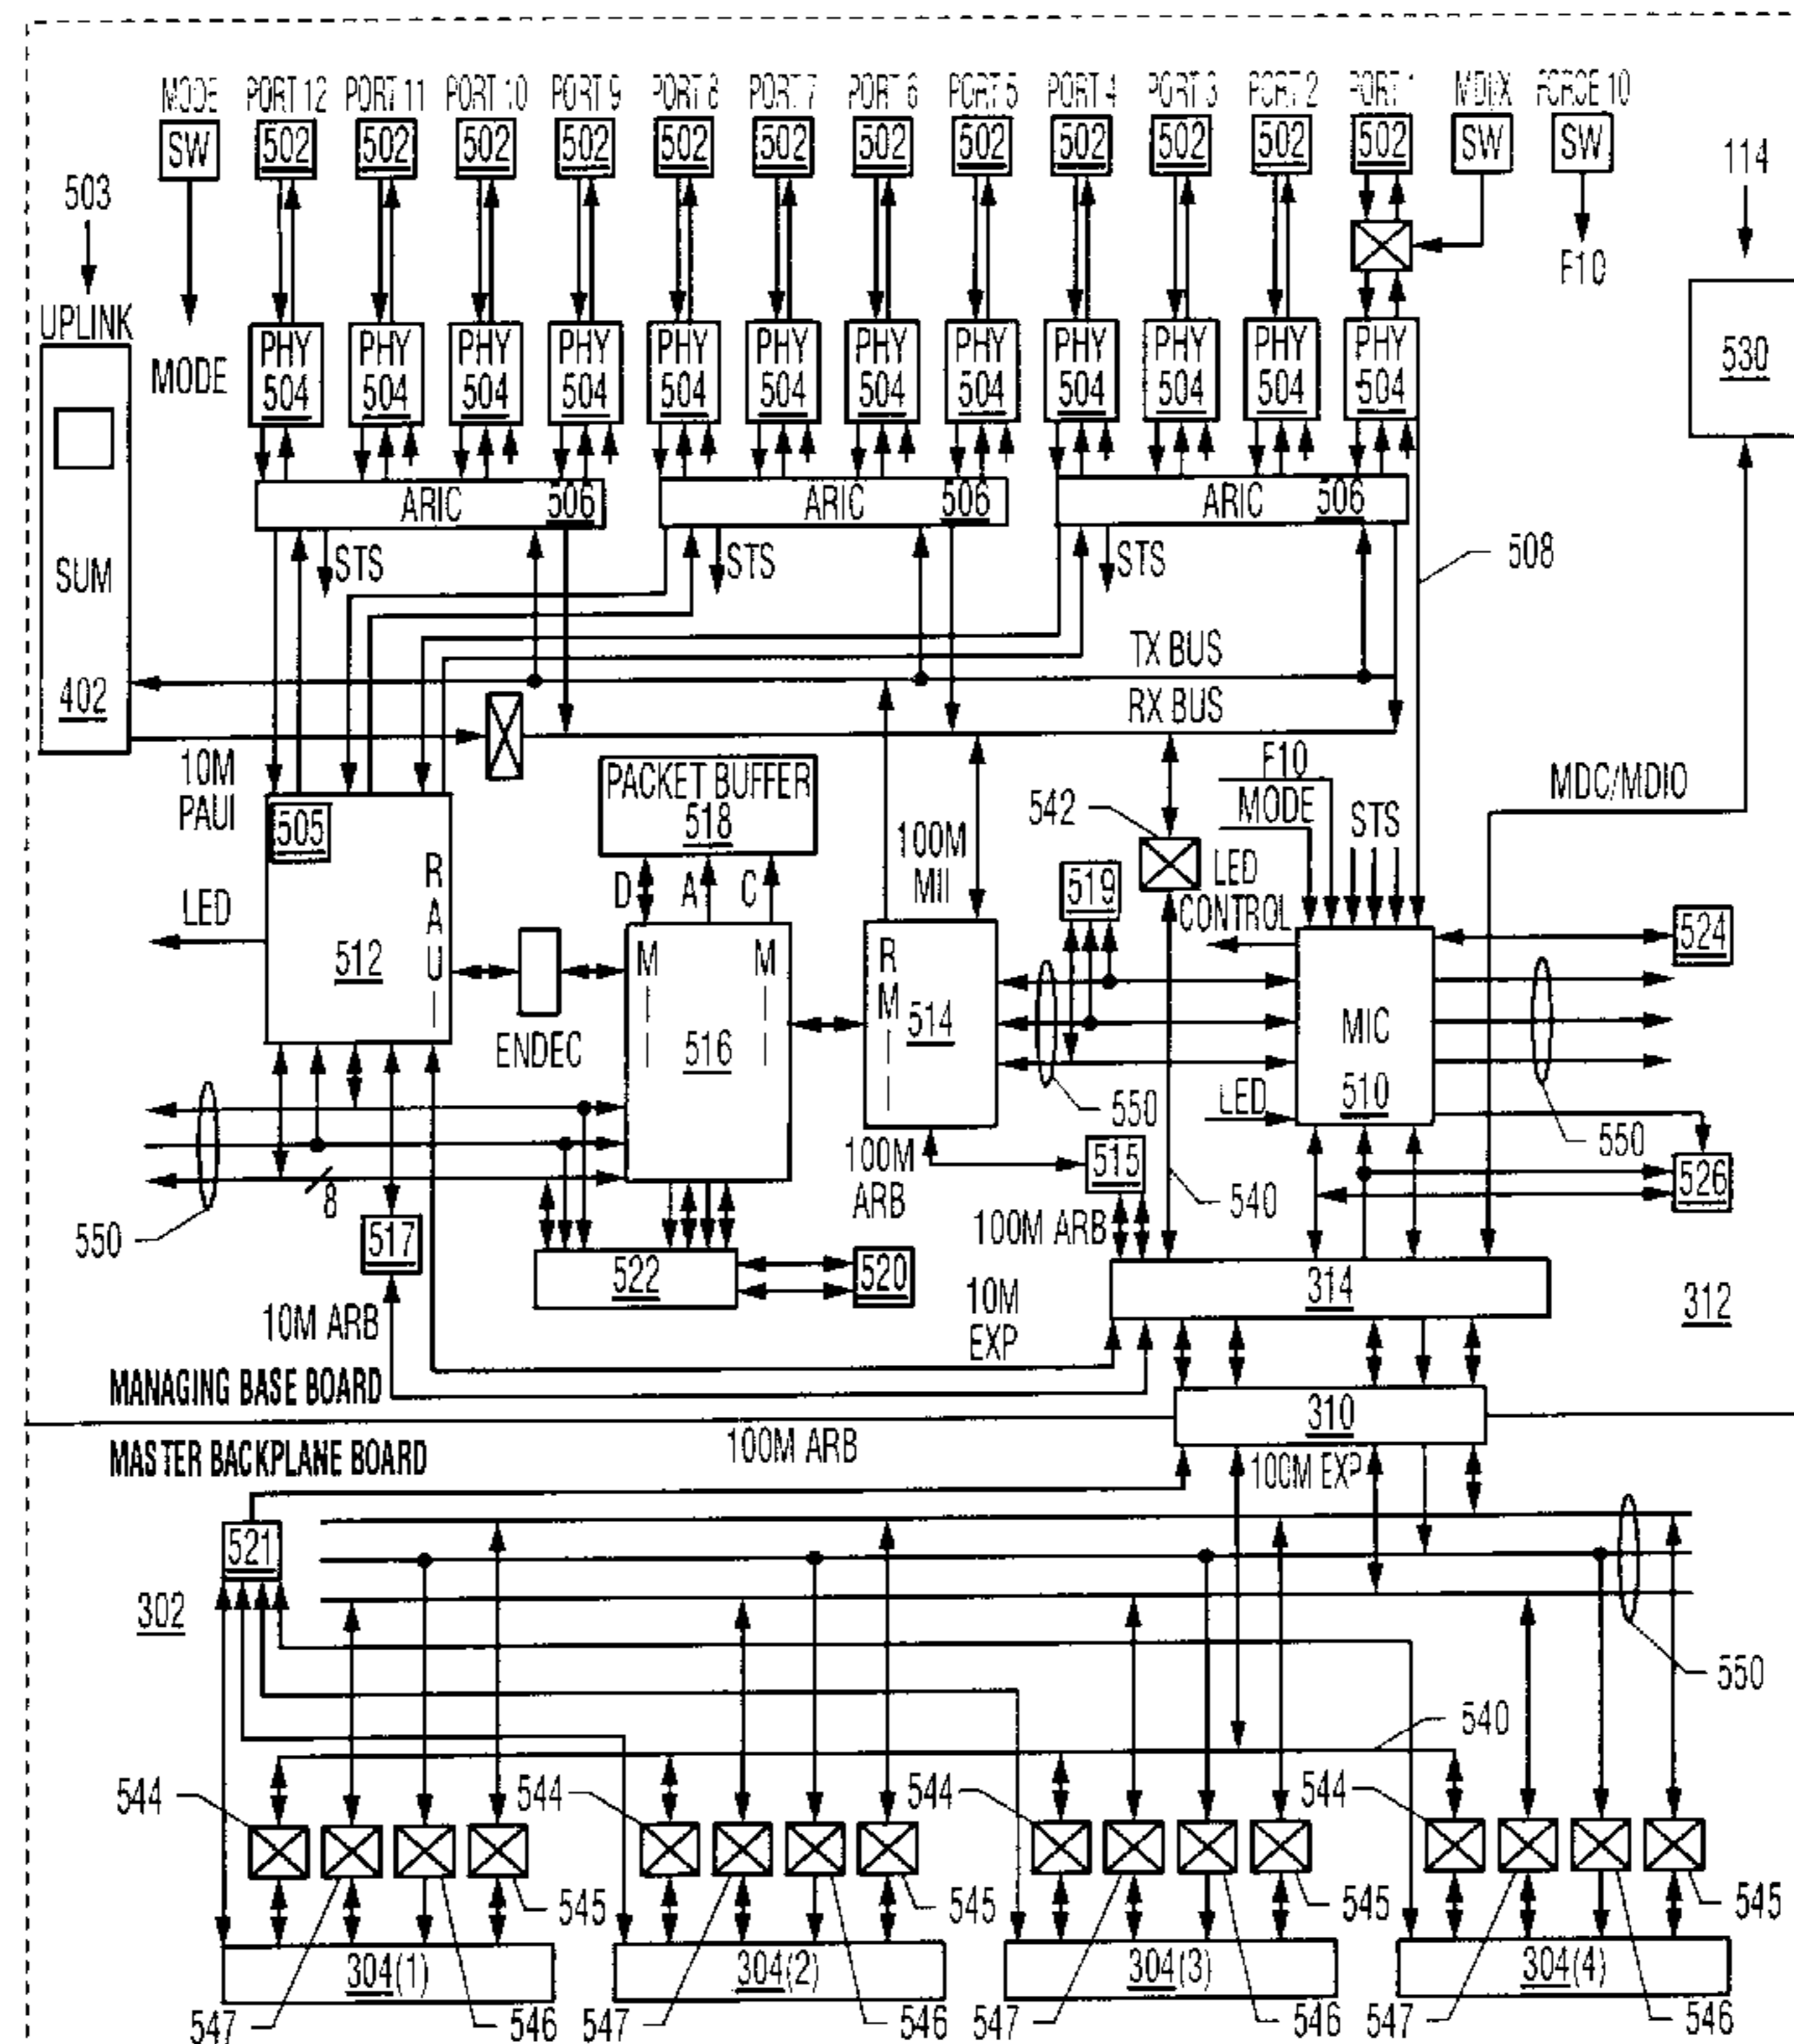 MODE PORT 12 PORT 11 PORT 10 PORT 9 PORT 8 PORT 7 PORT 6 PORT 5 PORT 4 PORT 3 PORT 2 PORT 1 MDI/X FORCE 10
SW 502 502 502 502 502 502 502 502 502 502 502 502 SW SW
503 114
F10
UPLINK
MODE
PHY PHY PHY PHY PHY PHY PHY PHY PHY PHY PHY PHY
504 504 504 504 504 504 504 504 504 504 504 504
530
ARIC 506 ARIC 506 ARIC 506
STS STS STS
508
SUM
TX BUS
402
RX BUS
10M
PAUI
505
PACKET BUFFER
518
542
F10
MODE
STS
MDC/MDIO
100M
MII
LED
CONTROL
LED
RAUI
D A C
519
524
512
ENDEC
MII
516
MII
RMII
514
MIC
510
550
LED
550
526
100M
ARB
515
540
550
8
517
100M ARB
522
520
314
312
10M ARB
10M
EXP
MANAGING BASE BOARD
310
MASTER BACKPLANE BOARD
100M ARB
100M EXP
521
302
550
540
544 544 544 544
545 545 545 545
304(1) 304(2) 304(3) 304(4)
547 546 547 546 547 546 547 546